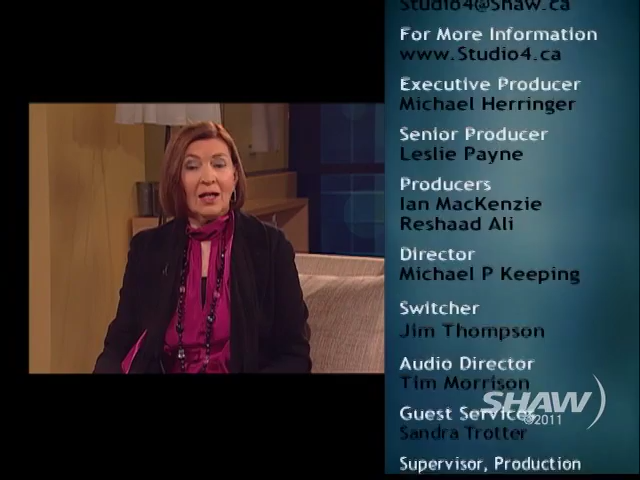 Studio4@Shaw.ca
For More Information
www.Studio4.ca
Executive Producer
Michael Herringer
Senior Producer
Leslie Payne
Producers
Ian MacKenzie
Reshaad Ali
Director
Michael P Keeping
Switcher
Jim Thompson
Audio Director
Tim Morrison
Guest Services
Sandra Trotter
Supervisor, Production
SHAW)
©2011